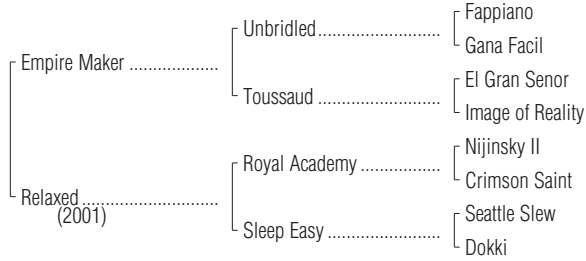 Fappiano
Unbridled
Gana Facil
Empire Maker
El Gran Senor
Toussaud
Image of Reality
Nijinsky II
Royal Academy
Crimson Saint
Relaxed
(2001)
Seattle Slew
Sleep Easy
Dokki